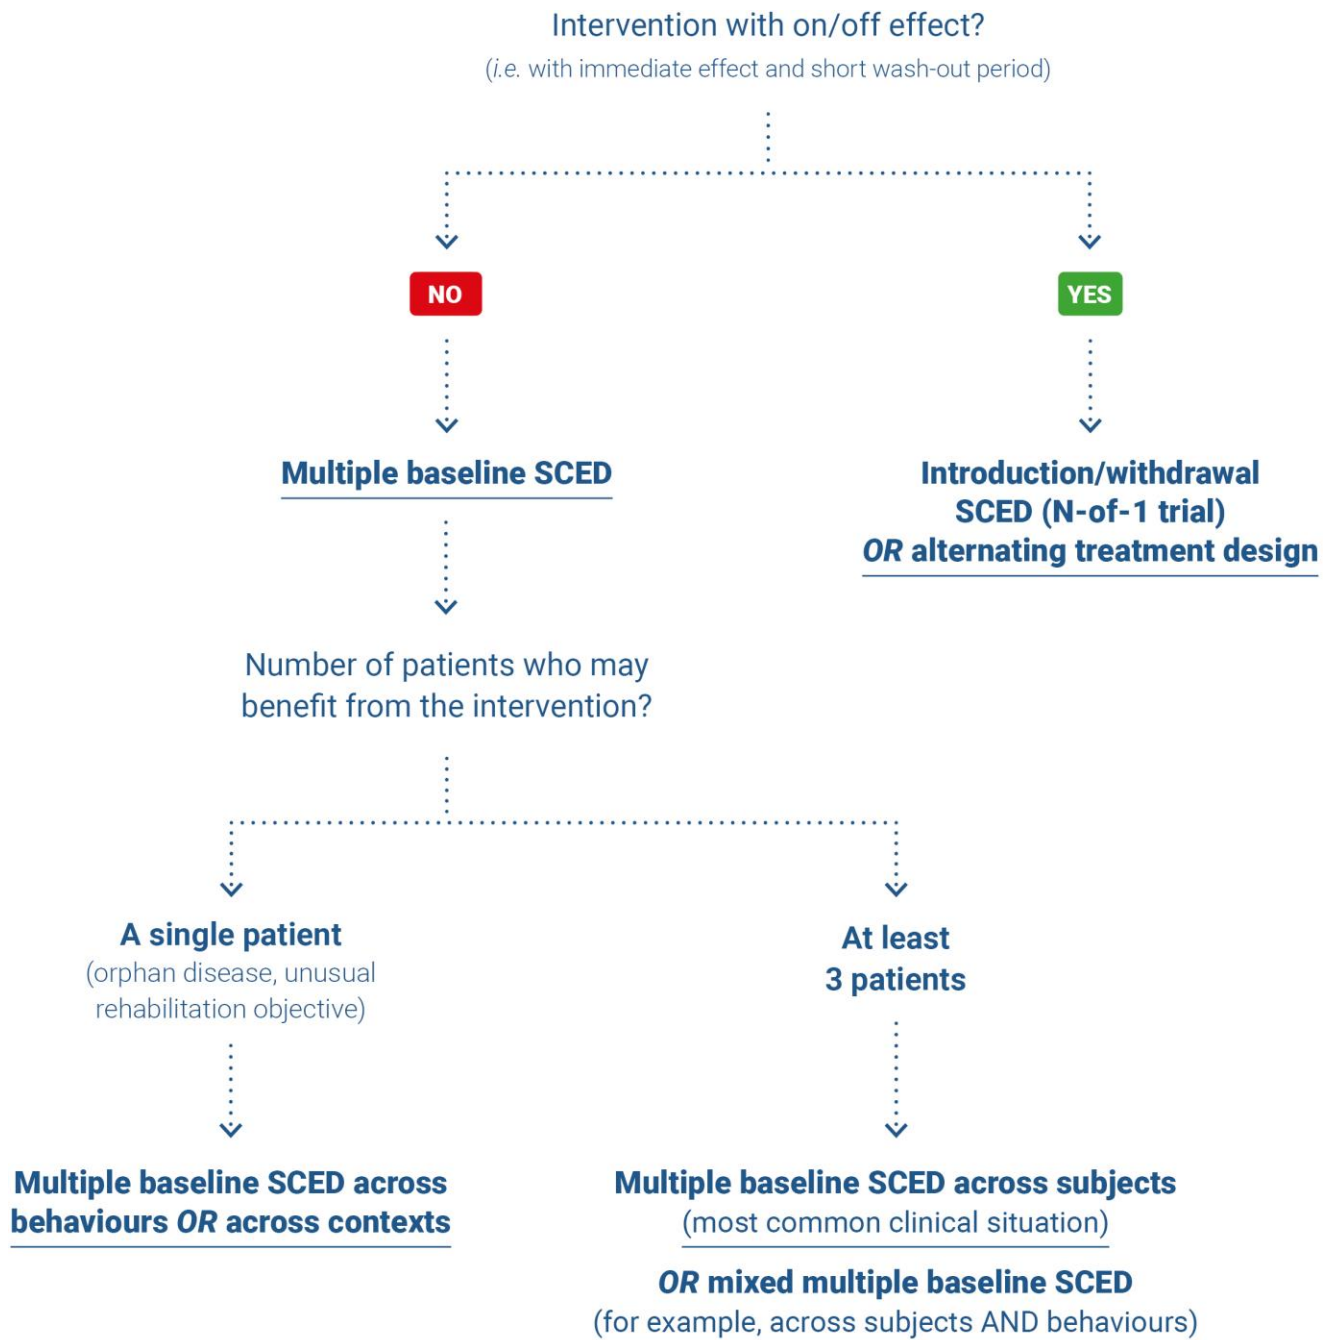 Intervention with on/off effect?
(i.e. with immediate effect and short wash-out period)
NO
YES
Multiple baseline SCED
Introduction/withdrawal
SCED (N-of-1 trial)
OR alternating treatment design
Number of patients who may
benefit from the intervention?
A single patient
(orphan disease, unusual
rehabilitation objective)
At least
3 patients
Multiple baseline SCED across
behaviours OR across contexts
Multiple baseline SCED across subjects
(most common clinical situation)
OR mixed multiple baseline SCED
(for example, across subjects AND behaviours)